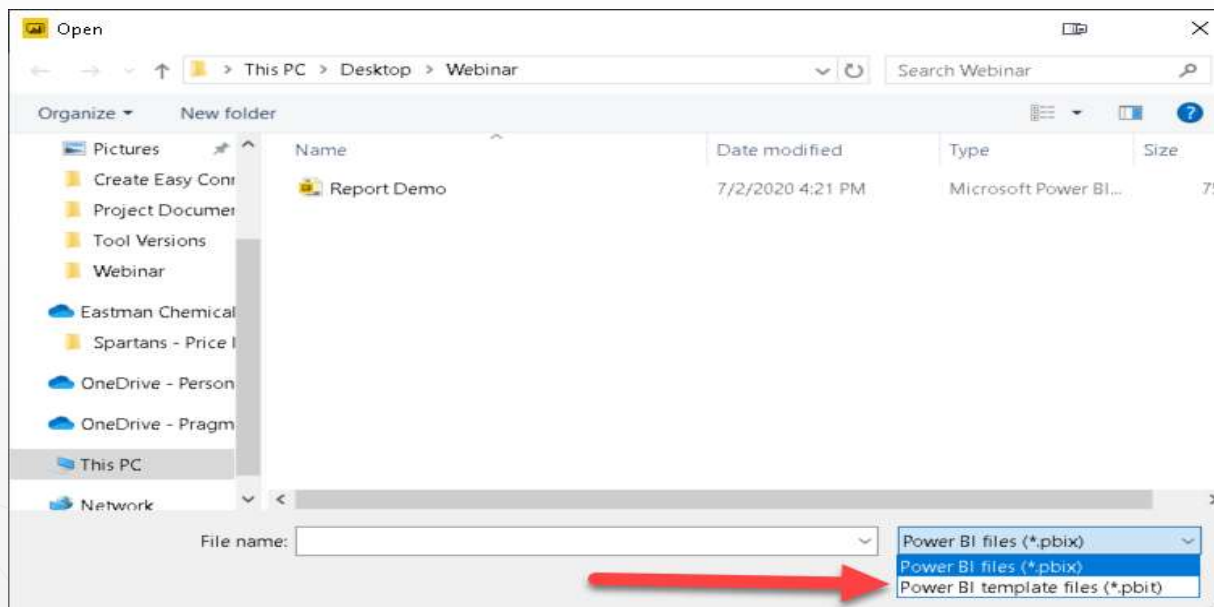 Open
This PC > Desktop > Webinar
Search Webinar
Organize
New folder
Name Date modified Type Size
Report Demo 7/2/2020 4:21 PM Microsoft Power BI...
Pictures
Create Easy Conr
Project Documer
Tool Versions
Webinar
Eastman Chemical
Spartans - Price I
OneDrive - Person
OneDrive - Pragm
This PC
Network
File name:
Power BI files (*.pbix)
Power BI files (*.pbix)
Power BI template files (*.pbit)